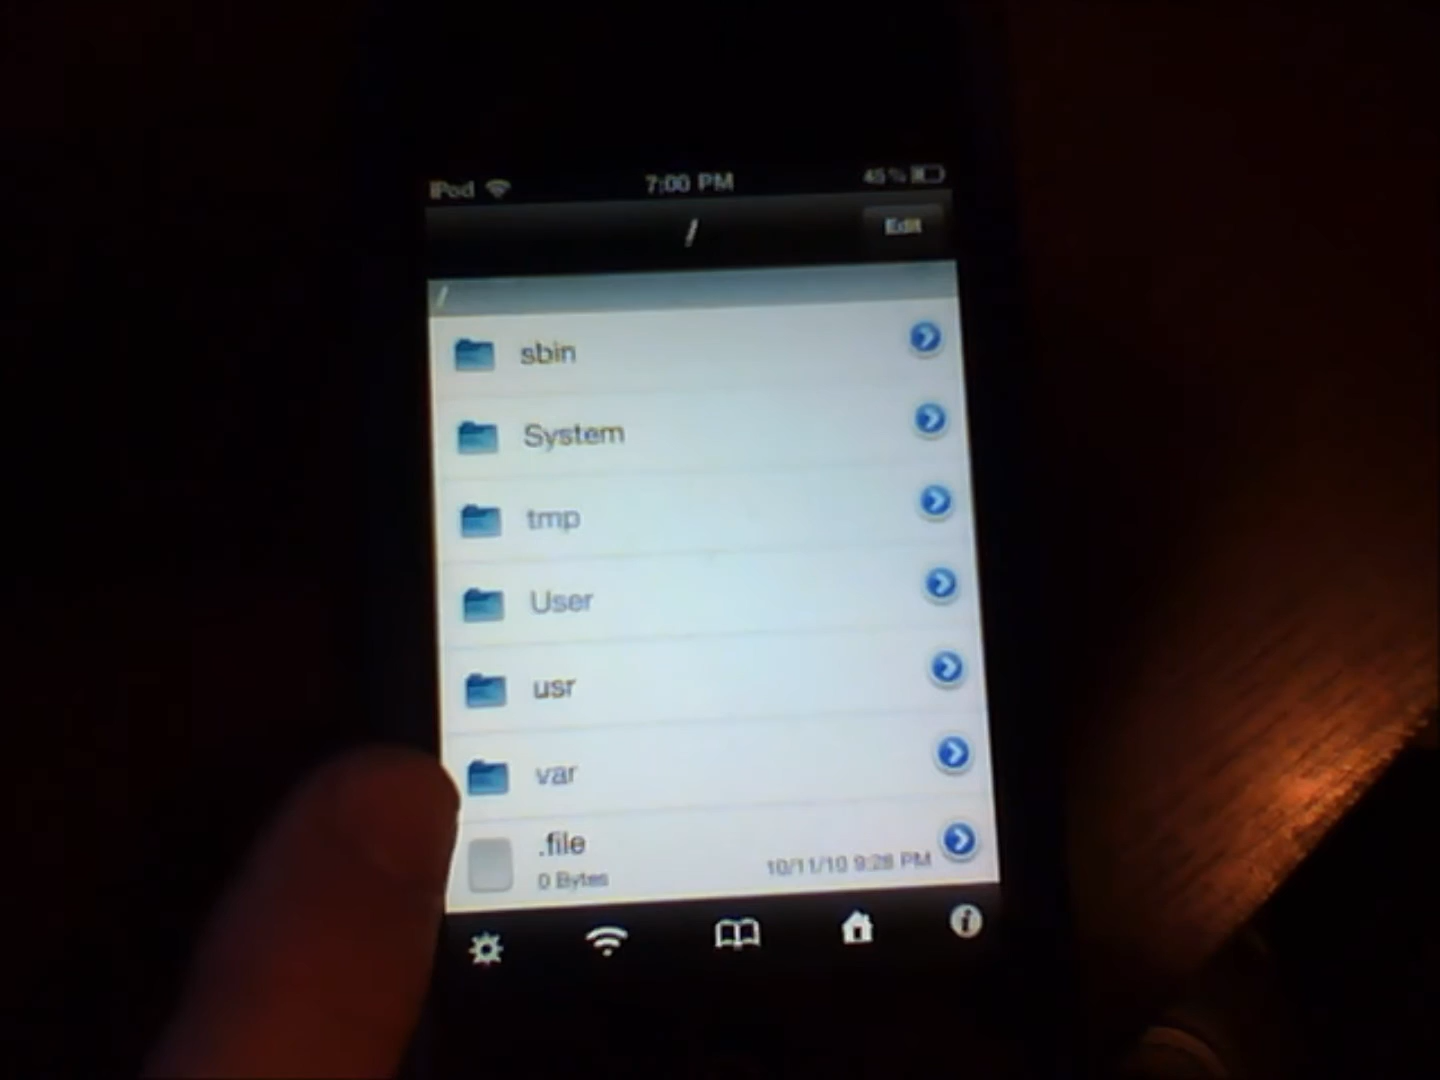 iPod 7:00 PM 45%
/ Edit
/
sbin
System
tmp
User
usr
var
.file
0 Bytes 10/11/10 9:28 PM